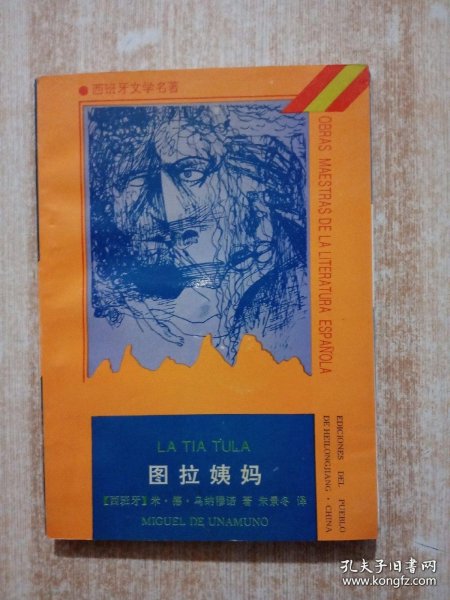 ●西班牙文学名著
OBRAS MAESTRAS DE LA LITERATURA ESPAÑOLA
EDICIONES DEL PUEBLO
DE HEILONGJIANG · CHINA
LA TIA TULA
图拉姨妈
【西班牙】米·德·乌纳穆诺 著 朱景冬 译
MIGUEL DE UNAMUNO
孔夫子旧书网
www.kongfz.com